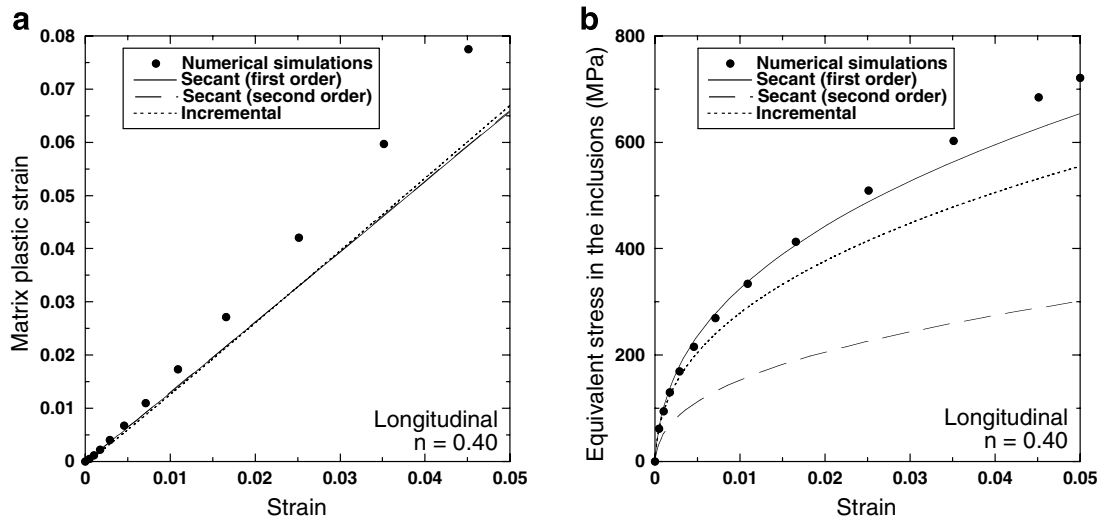 a
Matrix plastic strain
0.08
0.07
0.06
0.05
0.04
0.03
0.02
0.01
0
Numerical simulations
Secant (first order)
Secant (second order)
Incremental
Longitudinal
n = 0.40
0 0.01 0.02 0.03 0.04 0.05
Strain
b
Equivalent stress in the inclusions (MPa)
800
600
400
200
0
Numerical simulations
Secant (first order)
Secant (second order)
Incremental
Longitudinal
n = 0.40
0 0.01 0.02 0.03 0.04 0.05
Strain